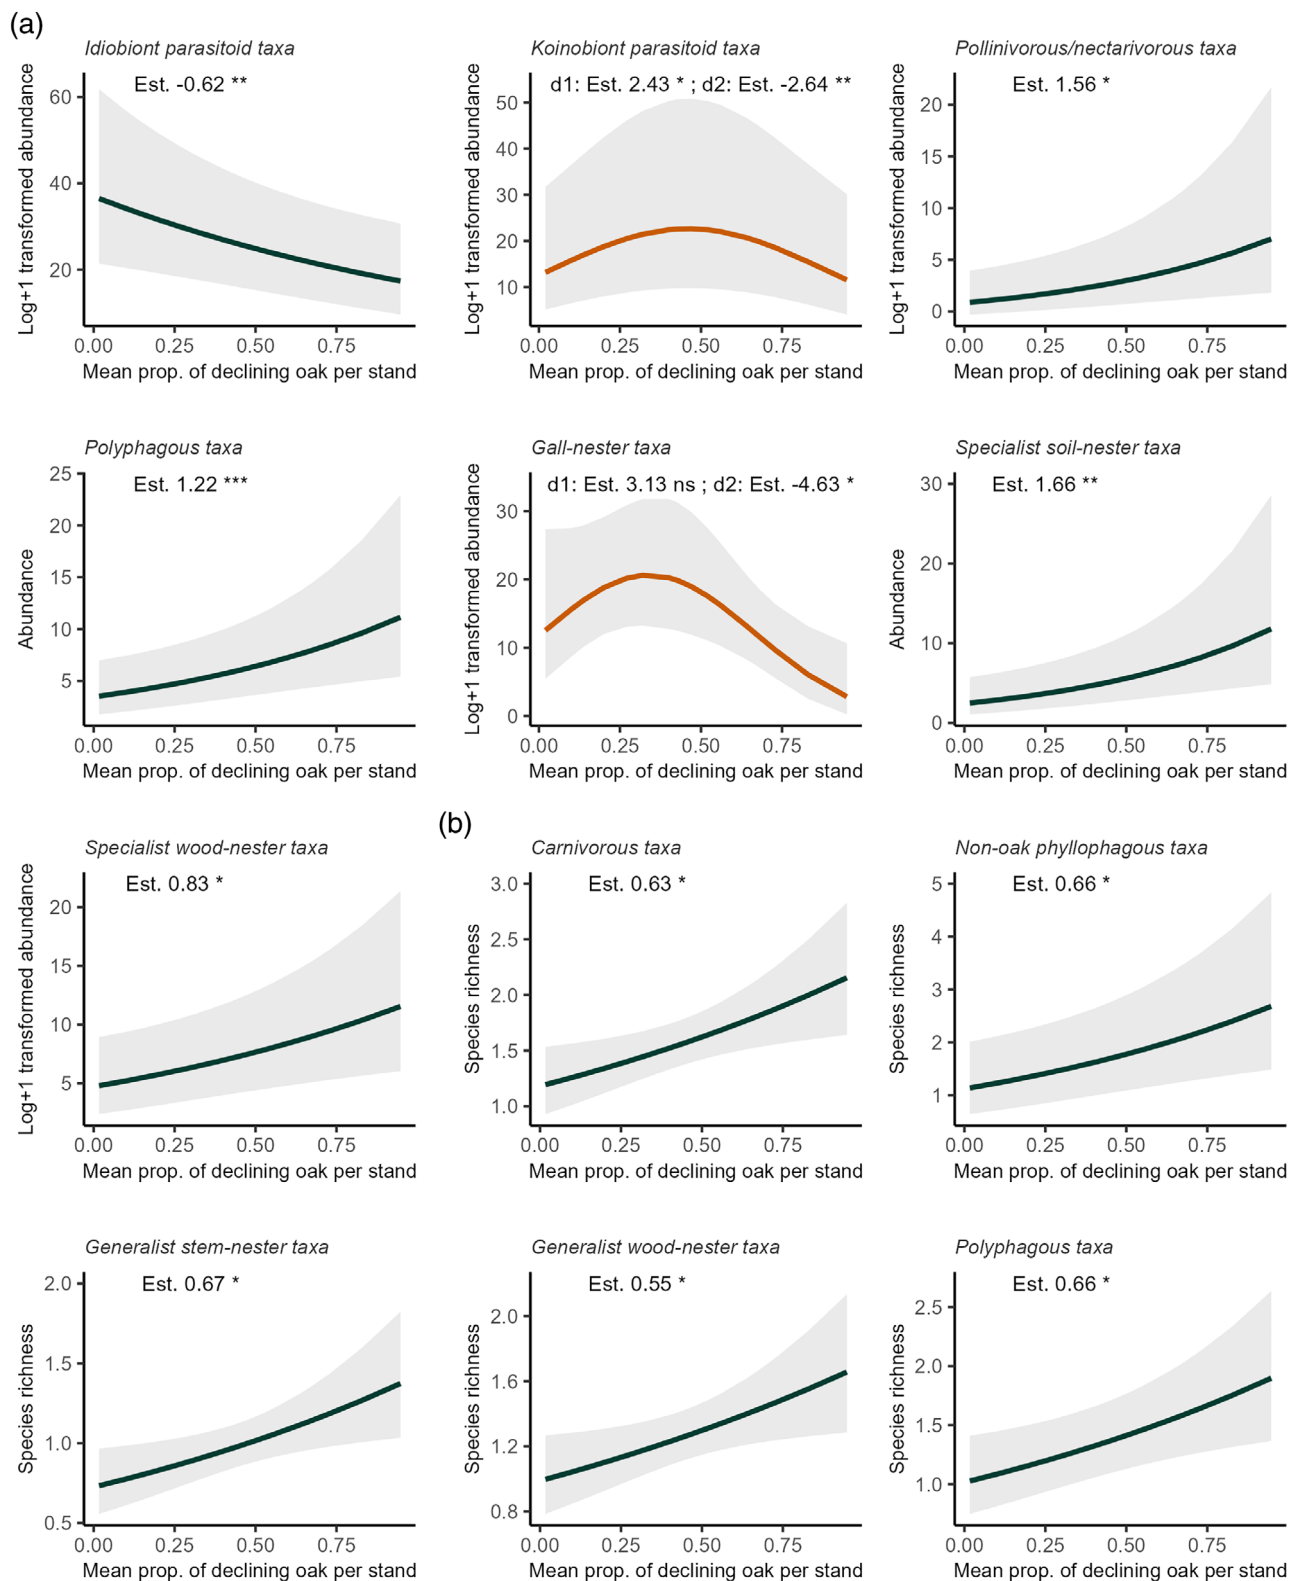 (a)
Idiobiont parasitoid taxa
Est. -0.62 **
Log+1 transformed abundance
60
40
20
0.00 0.25 0.50 0.75
Mean prop. of declining oak per stand
Koinobiont parasitoid taxa
d1: Est. 2.43 * ; d2: Est. -2.64 **
Log+1 transformed abundance
50
40
30
20
10
0.00 0.25 0.50 0.75
Mean prop. of declining oak per stand
Pollinivorous/nectarivorous taxa
Est. 1.56 *
Log+1 transformed abundance
20
15
10
5
0
0.00 0.25 0.50 0.75
Mean prop. of declining oak per stand
Polyphagous taxa
Est. 1.22 ***
Abundance
25
20
15
10
5
0.00 0.25 0.50 0.75
Mean prop. of declining oak per stand
Gall-nester taxa
d1: Est. 3.13 ns ; d2: Est. -4.63 *
Log+1 transformed abundance
30
20
10
0
0.00 0.25 0.50 0.75
Mean prop. of declining oak per stand
Specialist soil-nester taxa
Est. 1.66 **
Abundance
30
20
10
0
0.00 0.25 0.50 0.75
Mean prop. of declining oak per stand
Specialist wood-nester taxa
Est. 0.83 *
Log+1 transformed abundance
20
15
10
5
0.00 0.25 0.50 0.75
Mean prop. of declining oak per stand
(b)
Carnivorous taxa
Est. 0.63 *
Species richness
3.0
2.5
2.0
1.5
1.0
0.00 0.25 0.50 0.75
Mean prop. of declining oak per stand
Non-oak phyllophagous taxa
Est. 0.66 *
Species richness
5
4
3
2
1
0.00 0.25 0.50 0.75
Mean prop. of declining oak per stand
Generalist stem-nester taxa
Est. 0.67 *
Species richness
2.0
1.5
1.0
0.5
0.00 0.25 0.50 0.75
Mean prop. of declining oak per stand
Generalist wood-nester taxa
Est. 0.55 *
Species richness
2.0
1.6
1.2
0.8
0.00 0.25 0.50 0.75
Mean prop. of declining oak per stand
Polyphagous taxa
Est. 0.66 *
Species richness
2.5
2.0
1.5
1.0
0.00 0.25 0.50 0.75
Mean prop. of declining oak per stand